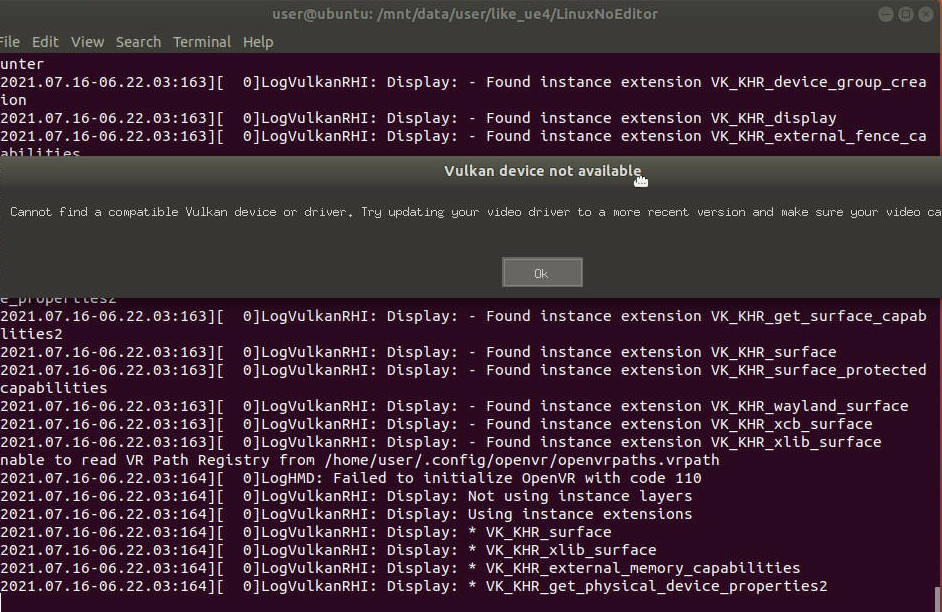 user@ubuntu: /mnt/data/user/like_ue4/LinuxNoEditor
File Edit View Search Terminal Help
unter
2021.07.16-06.22.03:163][  0]LogVulkanRHI: Display: - Found instance extension VK_KHR_device_group_crea
ion
2021.07.16-06.22.03:163][  0]LogVulkanRHI: Display: - Found instance extension VK_KHR_display
2021.07.16-06.22.03:163][  0]LogVulkanRHI: Display: - Found instance extension VK_KHR_external_fence_ca
abilities
Vulkan device not available
Cannot find a compatible Vulkan device or driver. Try updating your video driver to a more recent version and make sure your video ca
Ok
e_properties2
2021.07.16-06.22.03:163][  0]LogVulkanRHI: Display: - Found instance extension VK_KHR_get_surface_capab
lities2
2021.07.16-06.22.03:163][  0]LogVulkanRHI: Display: - Found instance extension VK_KHR_surface
2021.07.16-06.22.03:163][  0]LogVulkanRHI: Display: - Found instance extension VK_KHR_surface_protected
capabilities
2021.07.16-06.22.03:163][  0]LogVulkanRHI: Display: - Found instance extension VK_KHR_wayland_surface
2021.07.16-06.22.03:163][  0]LogVulkanRHI: Display: - Found instance extension VK_KHR_xcb_surface
2021.07.16-06.22.03:163][  0]LogVulkanRHI: Display: - Found instance extension VK_KHR_xlib_surface
nable to read VR Path Registry from /home/user/.config/openvr/openvrpaths.vrpath
2021.07.16-06.22.03:164][  0]LogHMD: Failed to initialize OpenVR with code 110
2021.07.16-06.22.03:164][  0]LogVulkanRHI: Display: Not using instance layers
2021.07.16-06.22.03:164][  0]LogVulkanRHI: Display: Using instance extensions
2021.07.16-06.22.03:164][  0]LogVulkanRHI: Display: * VK_KHR_surface
2021.07.16-06.22.03:164][  0]LogVulkanRHI: Display: * VK_KHR_xlib_surface
2021.07.16-06.22.03:164][  0]LogVulkanRHI: Display: * VK_KHR_external_memory_capabilities
2021.07.16-06.22.03:164][  0]LogVulkanRHI: Display: * VK_KHR_get_physical_device_properties2